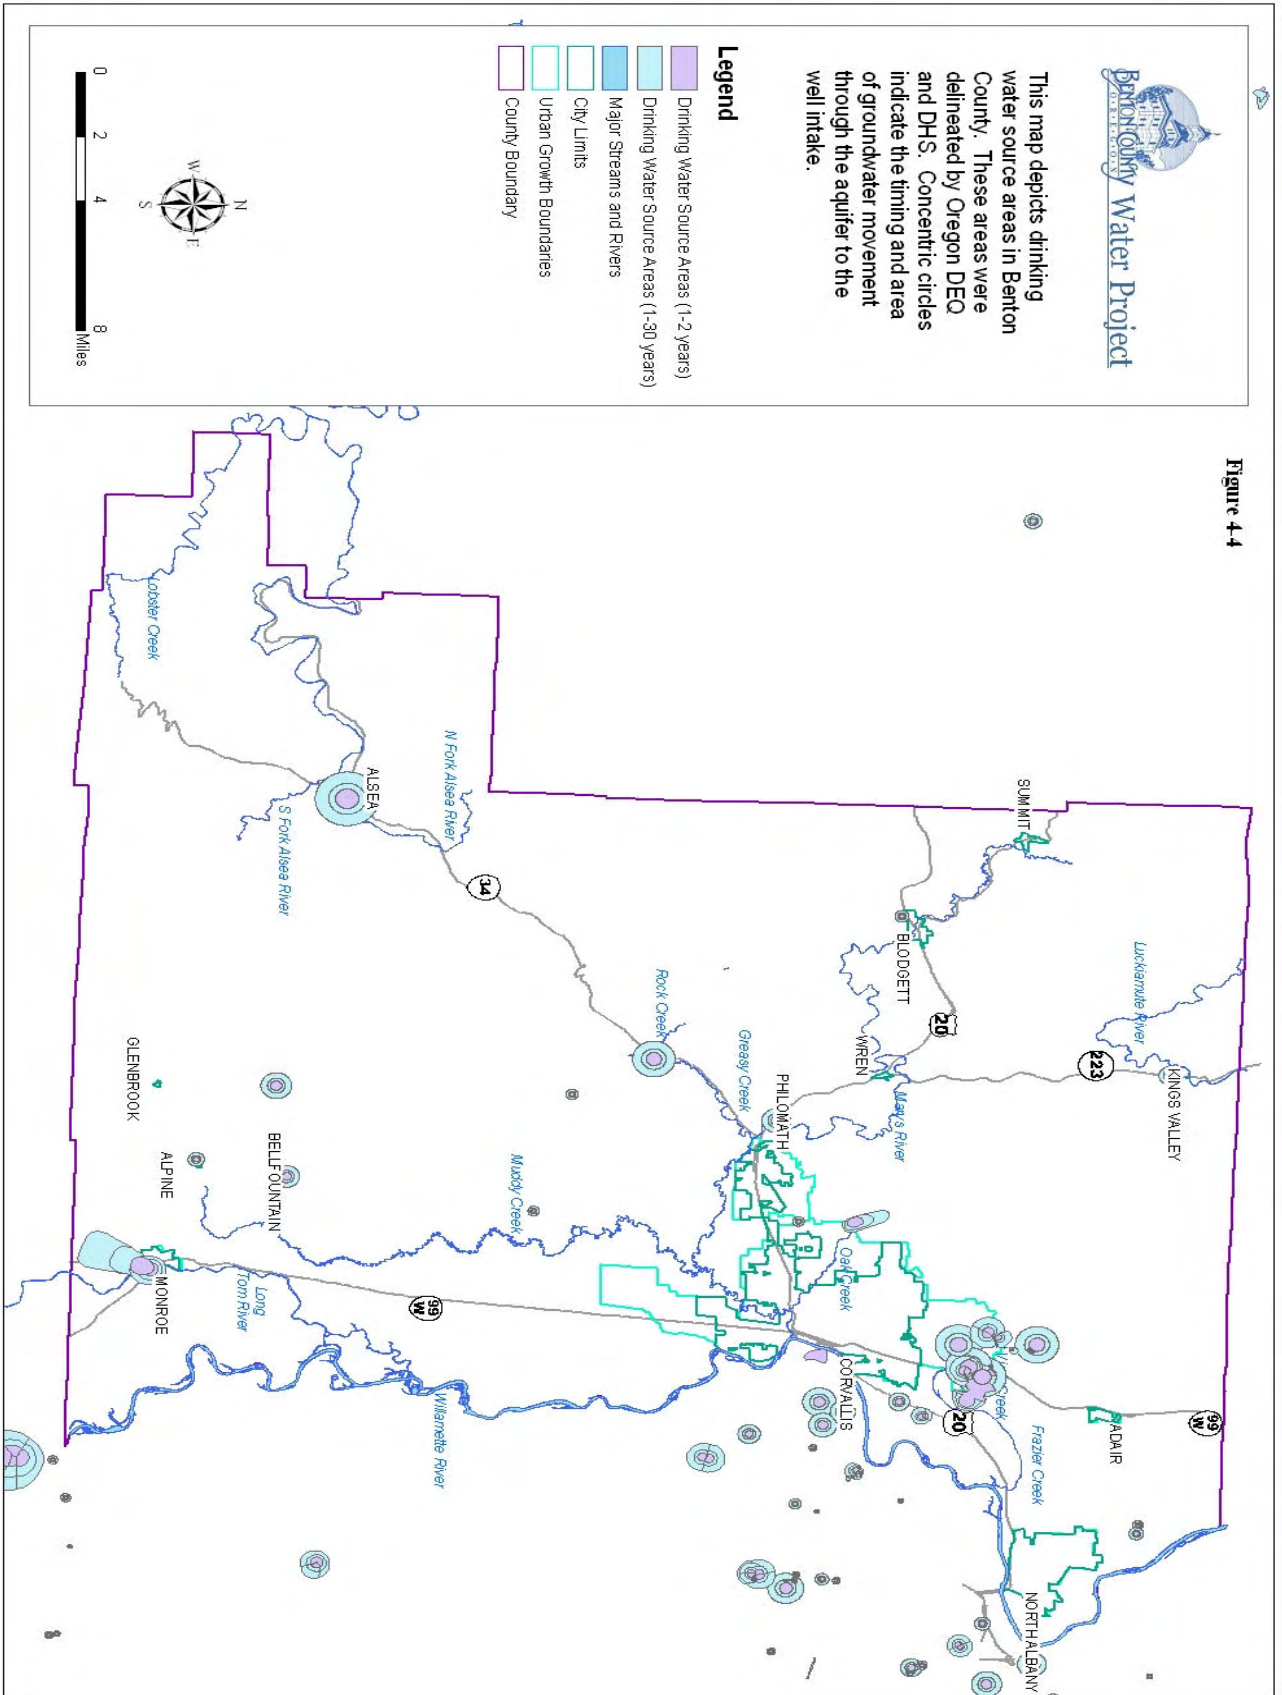 Figure 4-4
BENTON COUNTY Water Project
OREGON
This map depicts drinking
water source areas in Benton
County. These areas were
delineated by Oregon DEQ
and DHS. Concentric circles
indicate the timing and area
of groundwater movement
through the aquifer to the
well intake.
Legend
Drinking Water Source Areas (1-2 years)
Drinking Water Source Areas (1-30 years)
Major Streams and Rivers
City Limits
Urban Growth Boundaries
County Boundary
N
W
E
S
0 2 4 8
Miles
Luckiamute River
KINGS VALLEY
223
99
W
ADAIR
SUMMIT
Frazier Creek
Creek
NORTH ALBANY
20
BLODGETT
20
WREN
Mary's River
Oak Creek
CORVALLIS
PHILOMATH
Greasy Creek
Rock Creek
Muddy Creek
34
N Fork Alsea River
Willamette River
99
W
ALSEA
S Fork Alsea River
BELLFOUNTAIN
Long
Tom River
Lobster Creek
GLENBROOK
ALPINE
MONROE